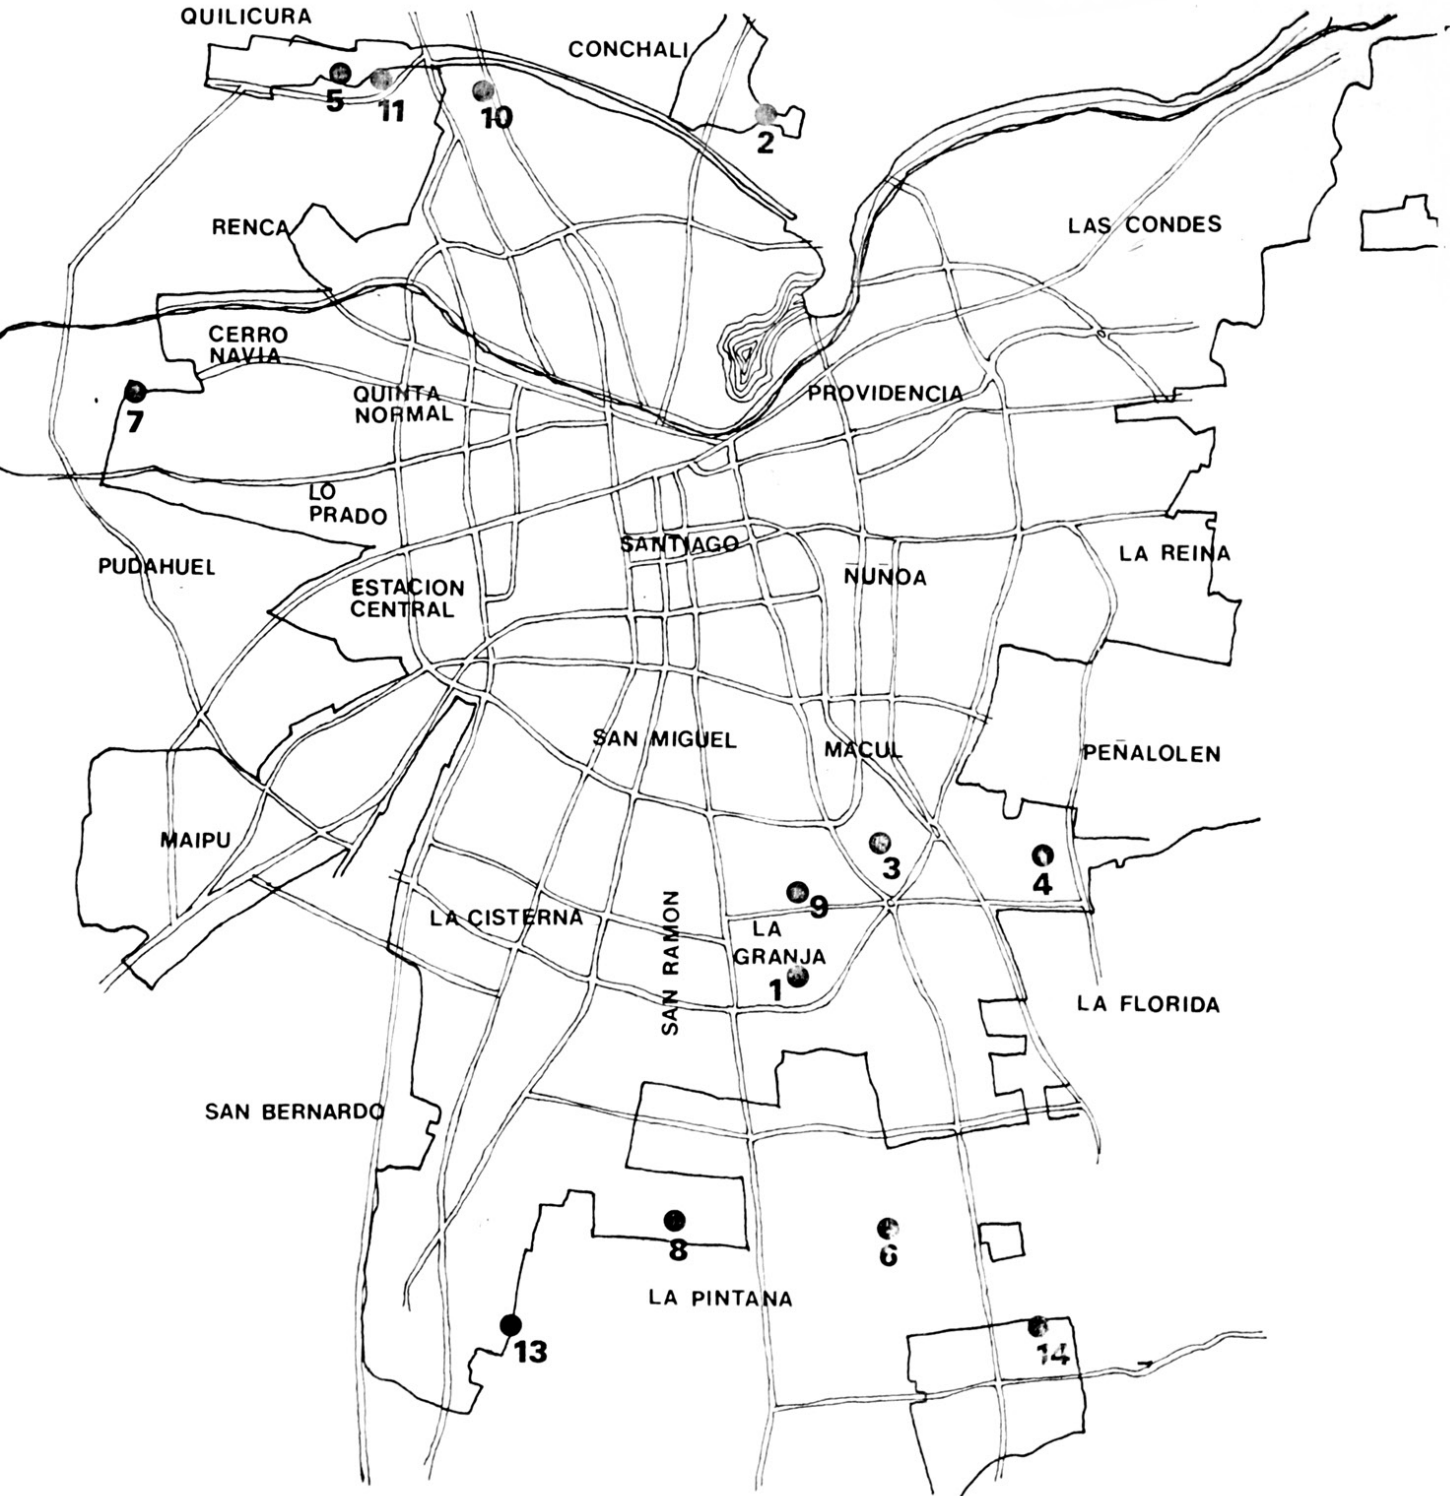 QUILICURA
CONCHALI
5
11
10
2
RENCA
LAS CONDES
CERRO
NAVIA
QUINTA
NORMAL
PROVIDENCIA
7
LO
PRADO
SANTIAGO
LA REINA
PUDAHUEL
ÑUÑOA
ESTACION
CENTRAL
SAN MIGUEL
MACUL
PEÑALOLEN
MAIPU
3
4
9
LA CISTERNA
SAN RAMON
LA
GRANJA
1
LA FLORIDA
SAN BERNARDO
8
6
LA PINTANA
13
14